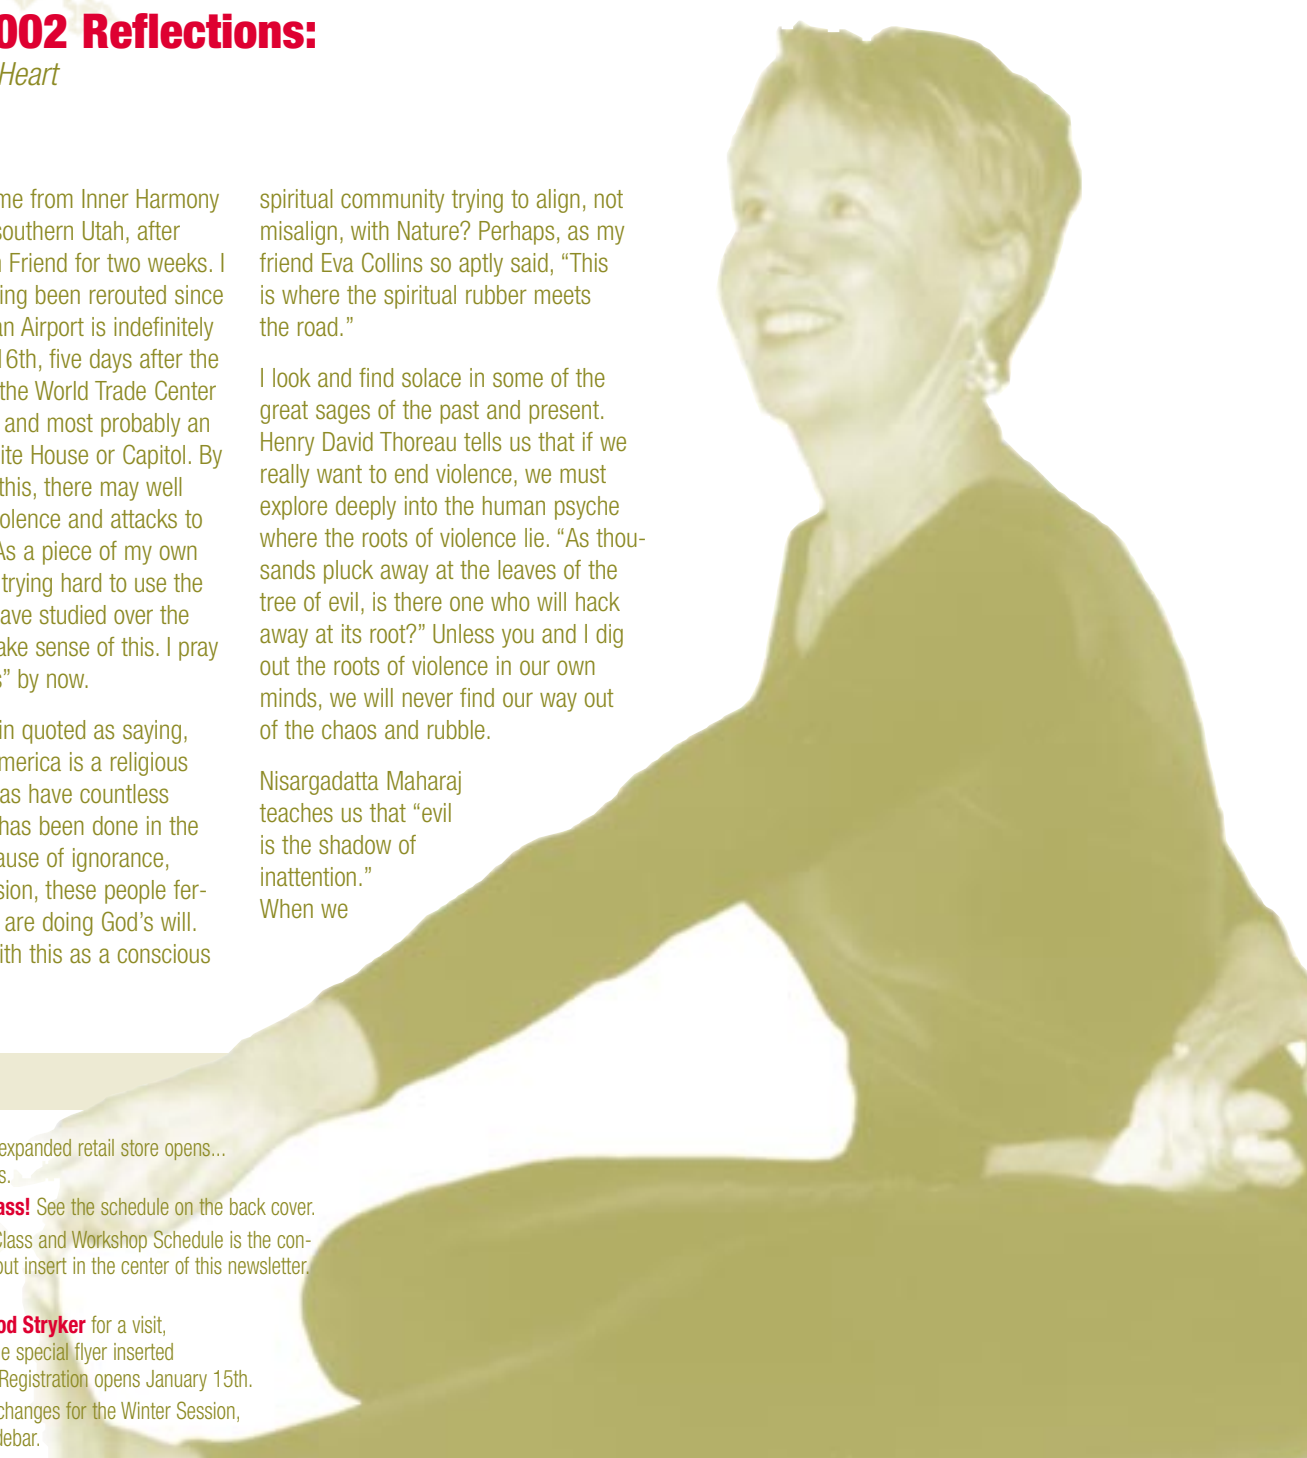 002 Reflections:
Heart
me from Inner Harmony
southern Utah, after
Friend for two weeks. I
ing been rerouted since
an Airport is indefinitely
16th, five days after the
the World Trade Center
and most probably an
ite House or Capitol. By
this, there may well
olence and attacks to
As a piece of my own
trying hard to use the
ave studied over the
ake sense of this. I pray
s” by now.
in quoted as saying,
merica is a religious
as have countless
has been done in the
ause of ignorance,
sion, these people fer-
are doing God’s will.
ith this as a conscious
spiritual community trying to align, not
misalign, with Nature? Perhaps, as my
friend Eva Collins so aptly said, “This
is where the spiritual rubber meets
the road.”
I look and find solace in some of the
great sages of the past and present.
Henry David Thoreau tells us that if we
really want to end violence, we must
explore deeply into the human psyche
where the roots of violence lie. “As thou-
sands pluck away at the leaves of the
tree of evil, is there one who will hack
away at its root?” Unless you and I dig
out the roots of violence in our own
minds, we will never find our way out
of the chaos and rubble.
Nisargadatta Maharaj
teaches us that “evil
is the shadow of
inattention.”
When we
expanded retail store opens...
s.
ass! See the schedule on the back cover.
Class and Workshop Schedule is the con-
out insert in the center of this newsletter.
od Stryker for a visit,
e special flyer inserted
Registration opens January 15th.
changes for the Winter Session,
debar.